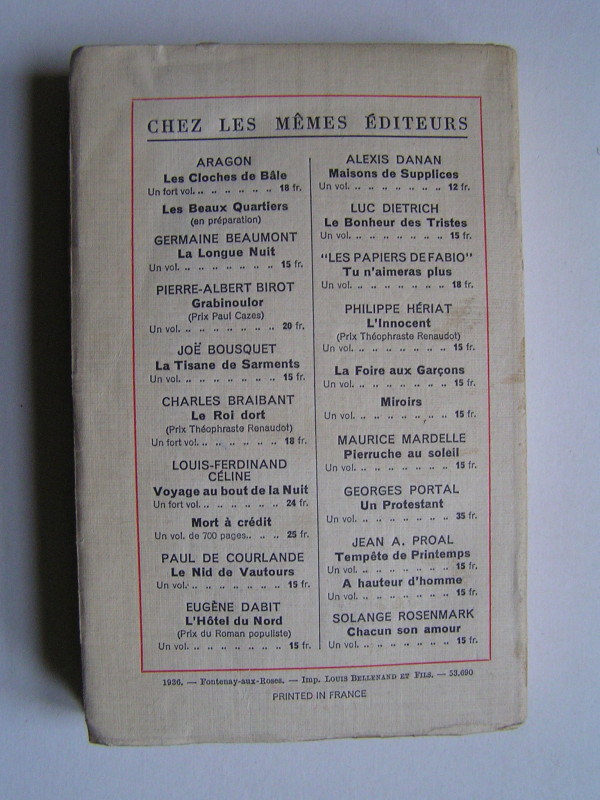 CHEZ LES MÊMES ÉDITEURS
ARAGON
Les Cloches de Bâle
Un fort vol. .. .. .. .. .. .. 18 fr.
Les Beaux Quartiers
(en préparation)
GERMAINE BEAUMONT
La Longue Nuit
Un vol. .. .. .. .. .. .. .. 15 fr.
PIERRE-ALBERT BIROT
Grabinoulor
(Prix Paul Cazes)
Un vol. .. .. .. .. .. .. .. 20 fr.
JOË BOUSQUET
La Tisane de Sarments
Un vol. .. .. .. .. .. .. .. 15 fr.
CHARLES BRAIBANT
Le Roi dort
(Prix Théophraste Renaudot)
Un fort vol. .. .. .. .. .. .. 18 fr.
LOUIS-FERDINAND
CÉLINE
Voyage au bout de la Nuit
Un fort vol. .. .. .. .. .. .. 24 fr.
Mort à crédit
Un vol. de 700 pages.. .. .. 25 fr.
PAUL DE COURLANDE
Le Nid de Vautours
Un vol. .. .. .. .. .. .. .. 15 fr.
EUGÈNE DABIT
L'Hôtel du Nord
(Prix du Roman populiste)
Un vol. .. .. .. .. .. .. .. 15 fr.
ALEXIS DANAN
Maisons de Supplices
Un vol. .. .. .. .. .. .. .. 12 fr.
LUC DIETRICH
Le Bonheur des Tristes
Un vol. .. .. .. .. .. .. .. 15 fr.
"LES PAPIERS DE FABIO"
Tu n'aimeras plus
Un vol. .. .. .. .. .. .. .. 18 fr.
PHILIPPE HÉRIAT
L'Innocent
(Prix Théophraste Renaudot)
Un vol. .. .. .. .. .. .. .. 15 fr.
La Foire aux Garçons
Un vol. .. .. .. .. .. .. .. 15 fr.
Miroirs
Un vol. .. .. .. .. .. .. .. 15 fr.
MAURICE MARDELLE
Pierruche au soleil
Un vol. .. .. .. .. .. .. .. 15 fr.
GEORGES PORTAL
Un Protestant
Un vol. .. .. .. .. .. .. .. 35 fr.
JEAN A. PROAL
Tempête de Printemps
Un vol. .. .. .. .. .. .. .. 15 fr.
A hauteur d'homme
Un vol. .. .. .. .. .. .. .. 15 fr.
SOLANGE ROSENMARK
Chacun son amour
Un vol. .. .. .. .. .. .. .. 15 fr.
1936. — Fontenay-aux-Roses. — Imp. Louis Bellenand et Fils. — 53.690
PRINTED IN FRANCE